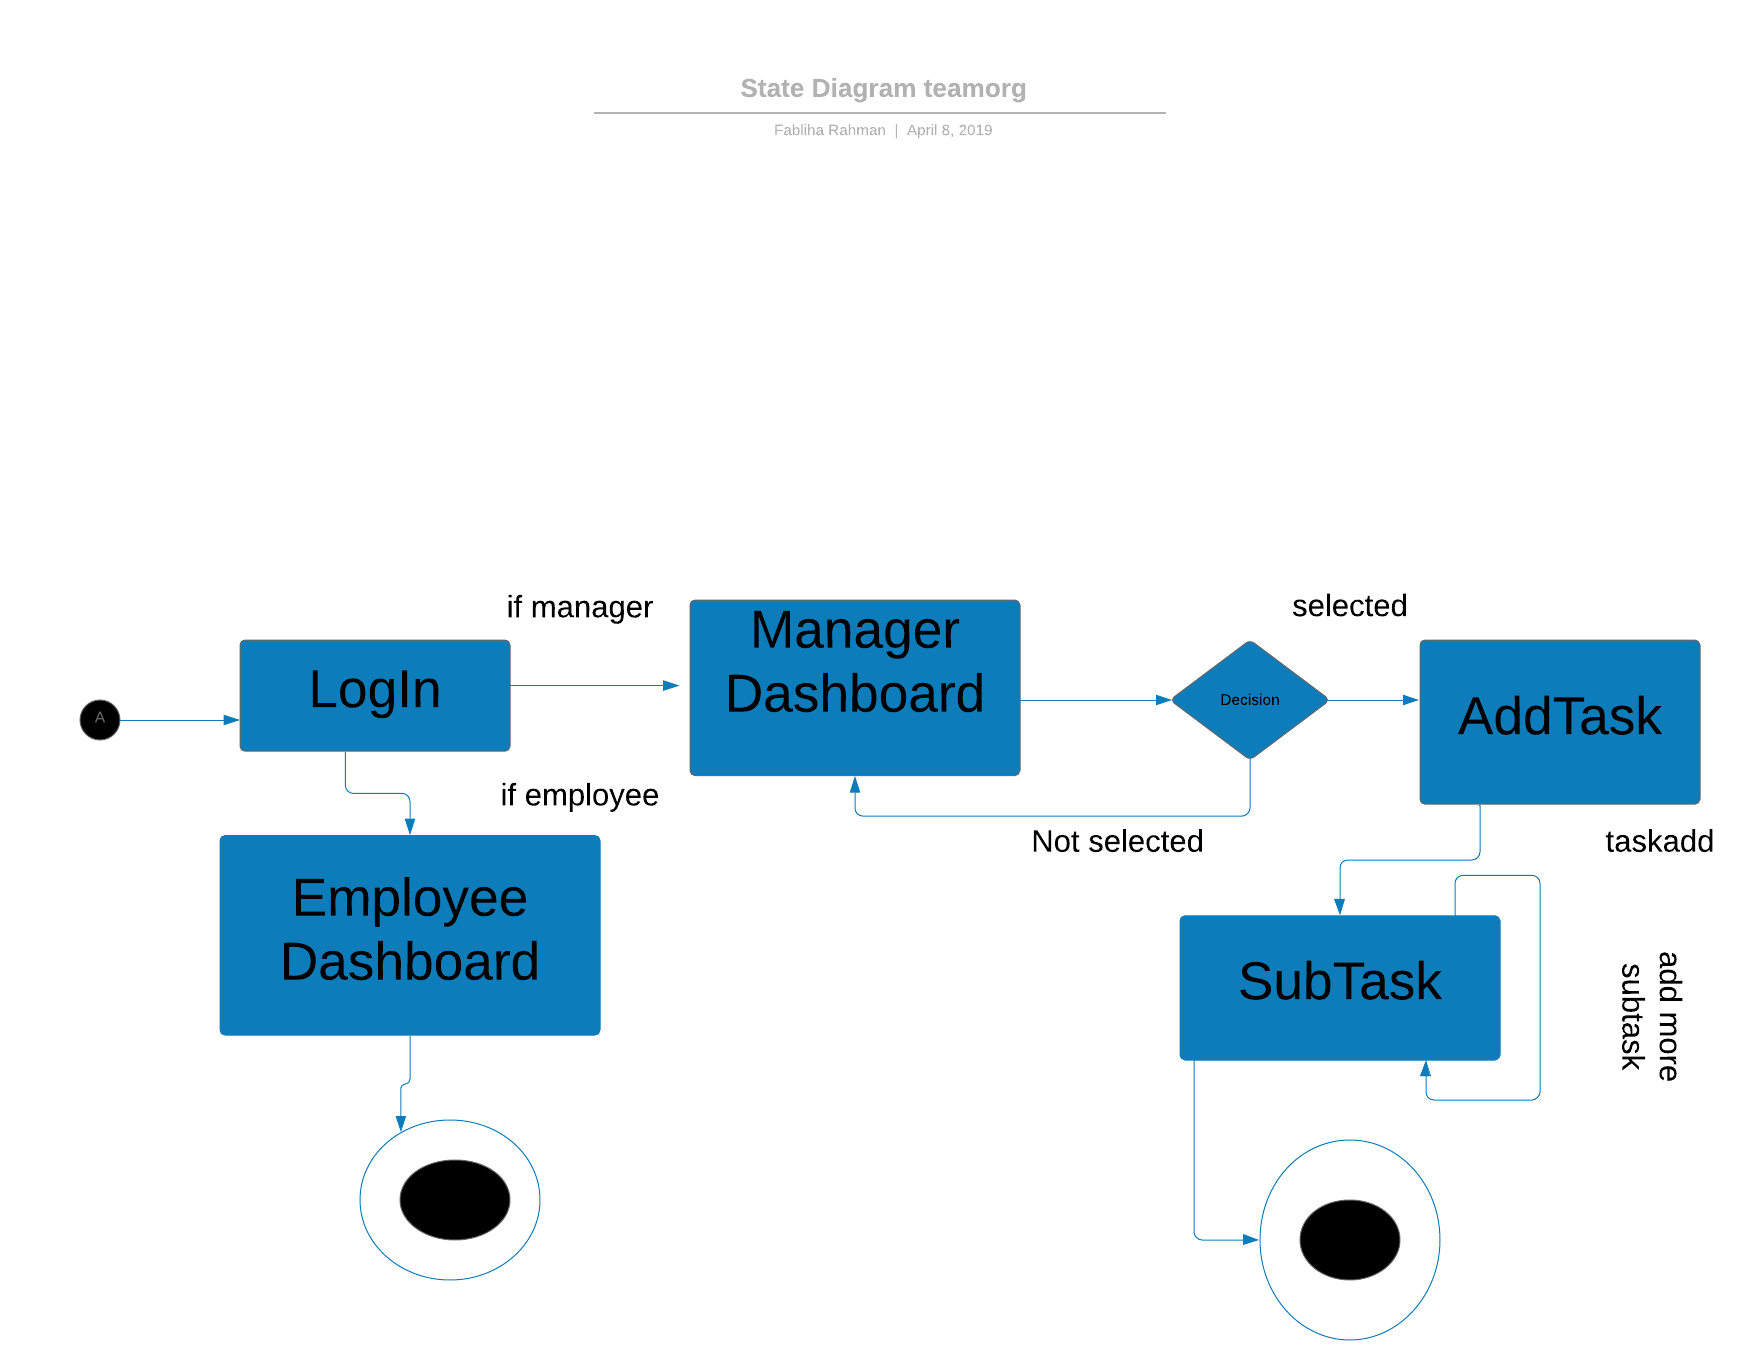 State Diagram teamorg
Fabliha Rahman | April 8, 2019
if manager
selected
Manager
Dashboard
LogIn
A
Decision
AddTask
if employee
Not selected
taskadd
Employee
Dashboard
SubTask
add more
subtask